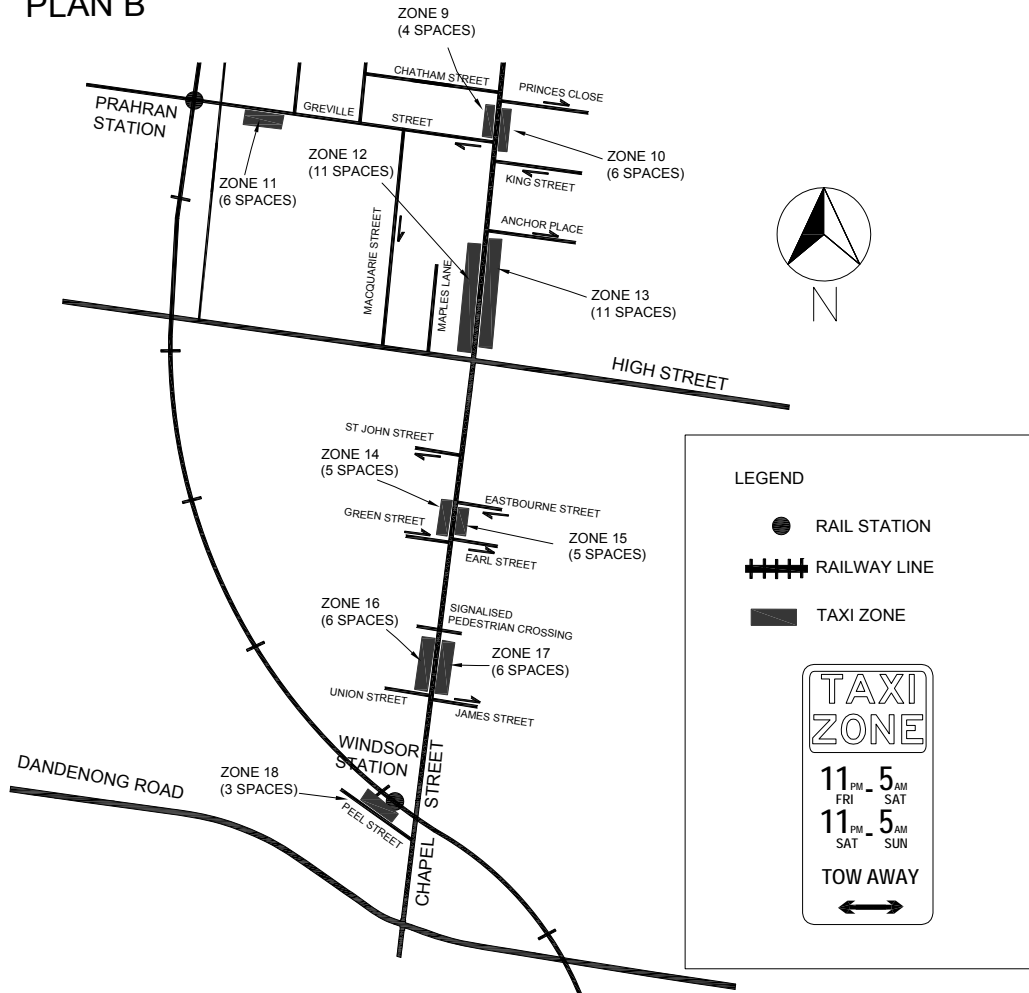 PLAN B
ZONE 9
(4 SPACES)
CHATHAM STREET
PRINCES CLOSE
PRAHRAN
STATION
GREVILLE
STREET
ZONE 12
(11 SPACES)
ZONE 10
(6 SPACES)
ZONE 11
(6 SPACES)
KING STREET
MACQUARIE STREET
ANCHOR PLACE
MAPLES LANE
ZONE 13
(11 SPACES)
N
HIGH STREET
ST JOHN STREET
ZONE 14
(5 SPACES)
EASTBOURNE STREET
GREEN STREET
ZONE 15
(5 SPACES)
EARL STREET
ZONE 16
(6 SPACES)
SIGNALISED
PEDESTRIAN CROSSING
ZONE 17
(6 SPACES)
UNION STREET
JAMES STREET
WINDSOR
STATION
DANDENONG ROAD
ZONE 18
(3 SPACES)
PEEL STREET
CHAPEL STREET
LEGEND
RAIL STATION
RAILWAY LINE
TAXI ZONE
TAXI
ZONE
11PM - 5AM
FRI SAT
11PM - 5AM
SAT SUN
TOW AWAY